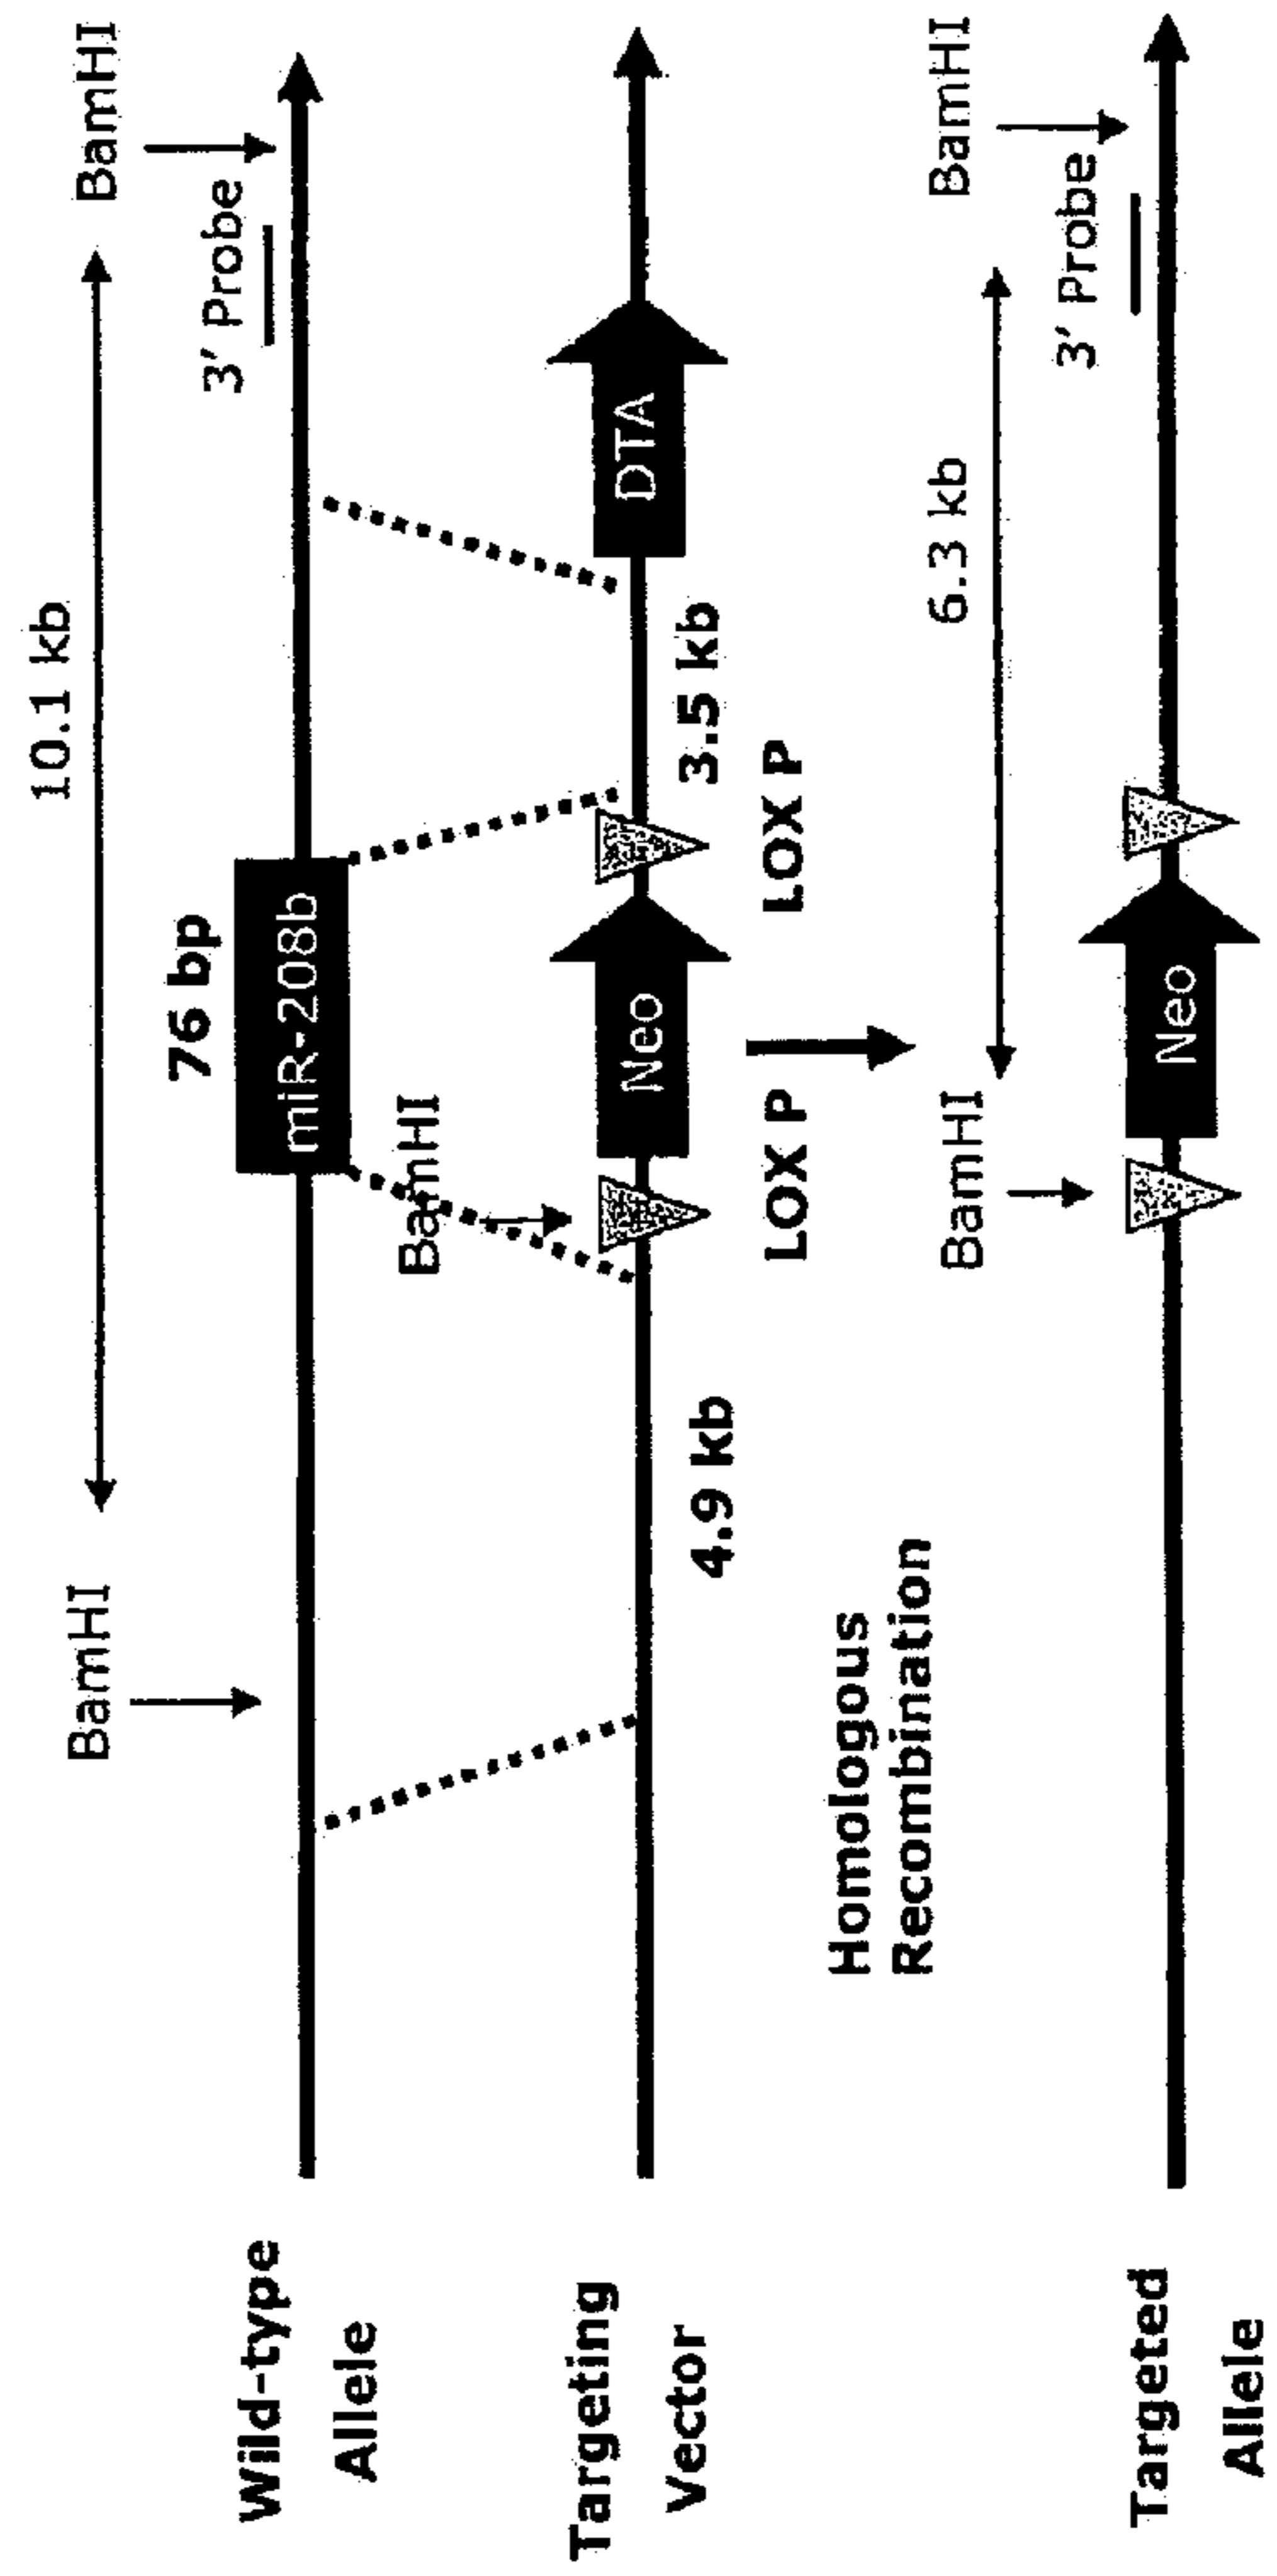 10.1 kb
BamHI
BamHI
76 bp
3' Probe
Wild-type
Allele
miR-208b
BamHI
Targeting
Vector
Neo
DTA
4.9 kb
3.5 kb
LOX P
LOX P
Homologous
Recombination
BamHI
6.3 kb
BamHI
3' Probe
Targeted
Allele
Neo